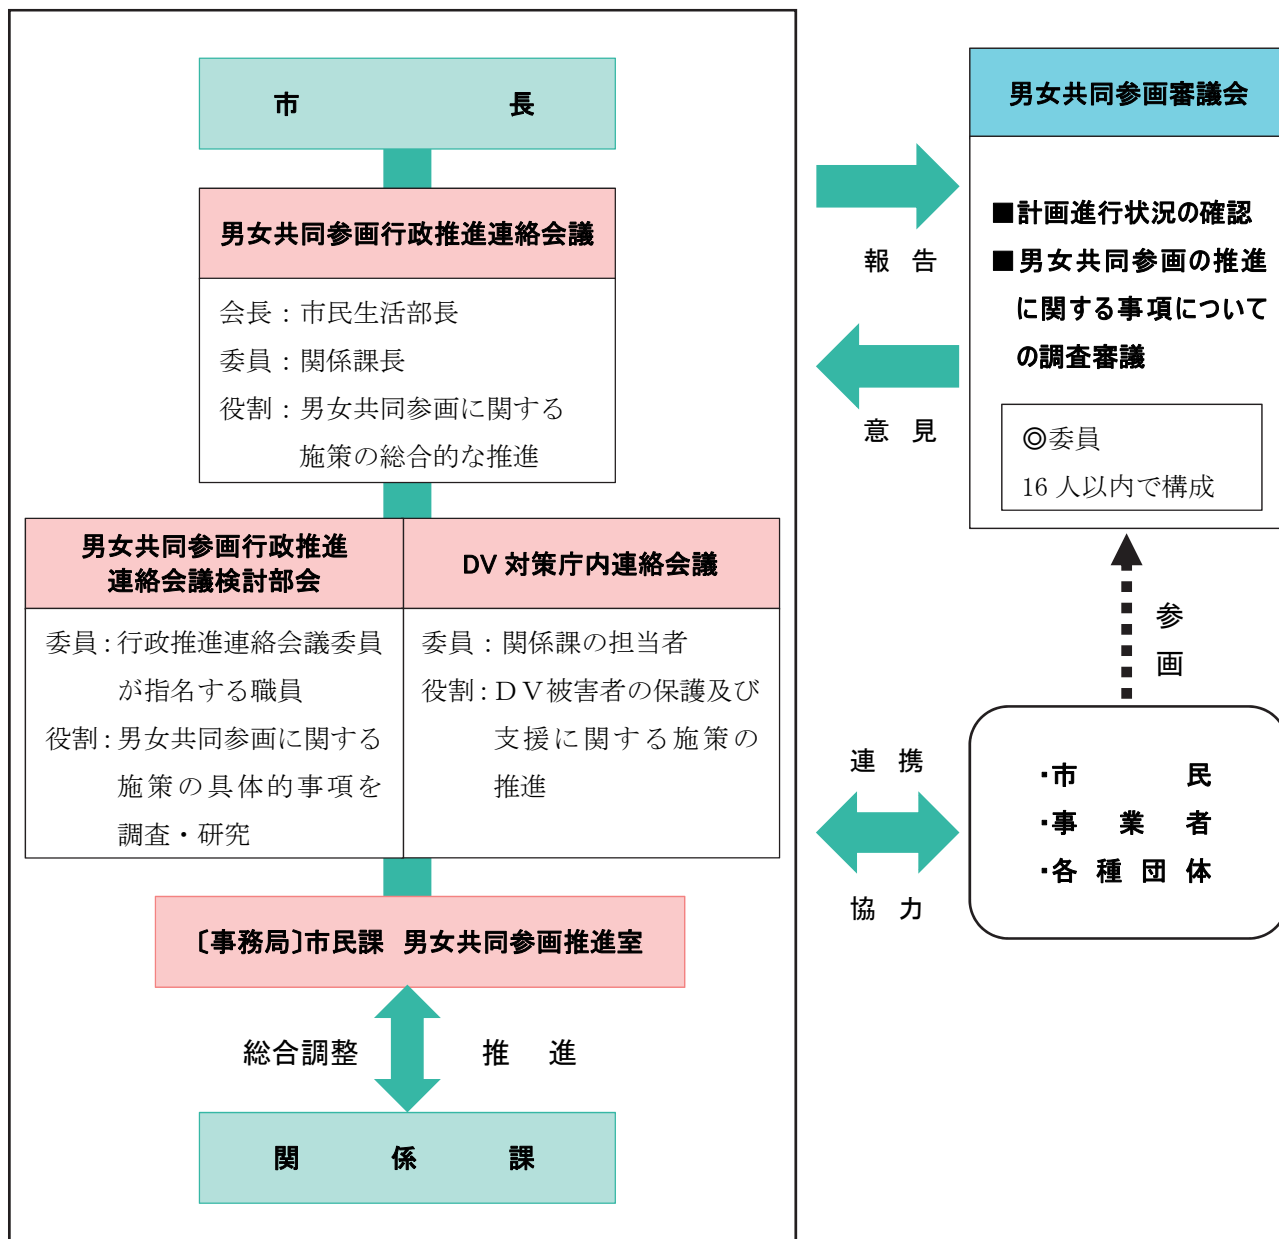 市長
男女共同参画行政推進連絡会議
会長：市民生活部長
委員：関係課長
役割：男女共同参画に関する
施策の総合的な推進
男女共同参画行政推進
連絡会議検討部会
委員：行政推進連絡会議委員
が指名する職員
役割：男女共同参画に関する
施策の具体的事項を
調査・研究
DV 対策庁内連絡会議
委員：関係課の担当者
役割：ＤＶ被害者の保護及び
支援に関する施策の
推進
〔事務局〕市民課 男女共同参画推進室
総合調整 推進
関係課
報告
意見
男女共同参画審議会
■計画進行状況の確認
■男女共同参画の推進
に関する事項について
の調査審議
◎委員
16 人以内で構成
参画
連携
協力
・市民
・事業者
・各種団体